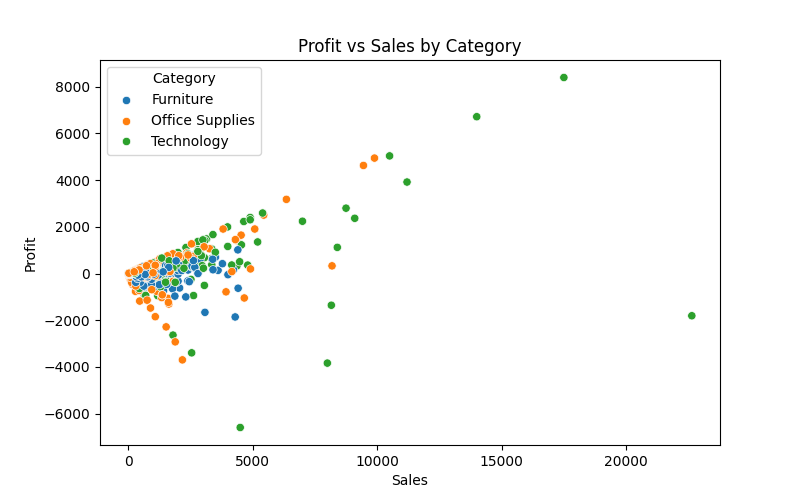 Profit vs Sales by Category
Category
Furniture
Office Supplies
Technology
8000
6000
4000
2000
0
−2000
−4000
−6000
Profit
0 5000 10000 15000 20000
Sales